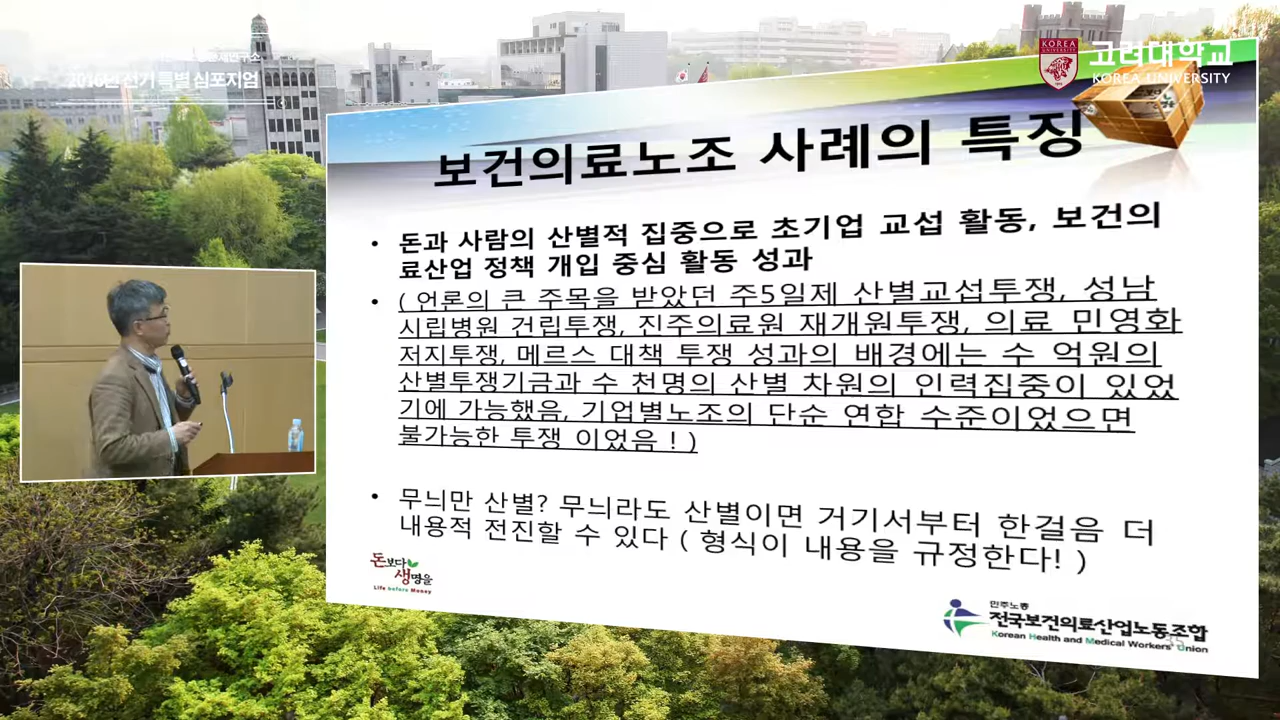 2016년 전기 특별 심포지엄
KOREA
UNIVERSITY
고려대학교
KOREA UNIVERSITY
보건의료노조 사례의 특징
• 돈과 사람의 산별적 집중으로 초기업 교섭 활동, 보건의
료산업 정책 개입 중심 활동 성과
• ( 언론의 큰 주목을 받았던 주5일제 산별교섭투쟁, 성남
시립병원 건립투쟁, 진주의료원 재개원투쟁, 의료 민영화
저지투쟁, 메르스 대책 투쟁 성과의 배경에는 수 억원의
산별투쟁기금과 수 천명의 산별 차원의 인력집중이 있었
기에 가능했음, 기업별노조의 단순 연합 수준이었으면
불가능한 투쟁 이었음 ! )
• 무늬만 산별? 무늬라도 산별이면 거기서부터 한걸음 더
내용적 전진할 수 있다 ( 형식이 내용을 규정한다! )
돈보다
생명을
Life before Money
민주노총
전국보건의료산업노동조합
Korean Health and Medical Workers' Union
35